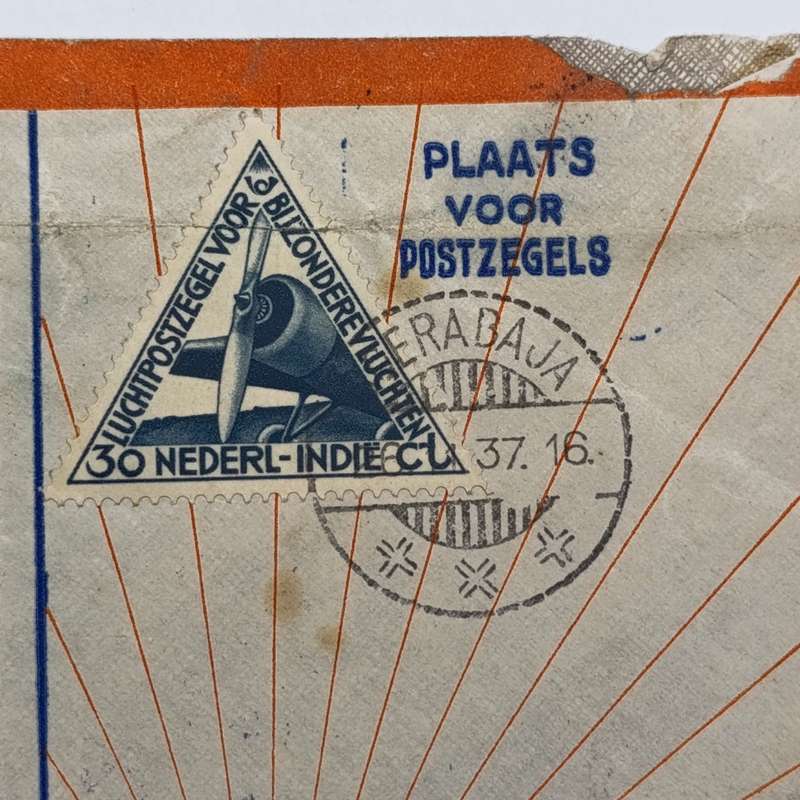 PLAATS
VOOR
POSTZEGELS
LUCHTPOSTZEGEL VOOR
BIJZONDERE VLUCHTEN
30 NEDERL-INDIË CT
ERABAJA
37. 16.